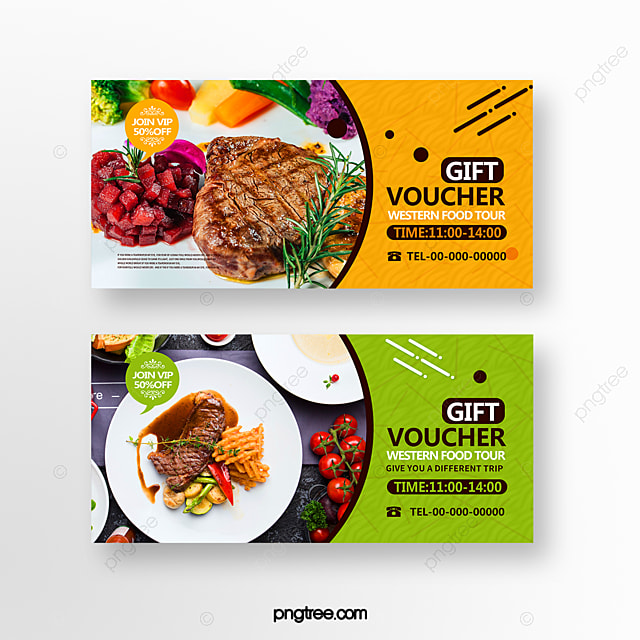 JOIN VIP
50%OFF
GIFT
VOUCHER
WESTERN FOOD TOUR
TIME:11:00-14:00
TEL-00-000-00000
JOIN VIP
50%OFF
GIFT
VOUCHER
WESTERN FOOD TOUR
GIVE YOU A DIFFERENT TRIP
TIME:11:00-14:00
TEL-00-000-00000
pngtree.com